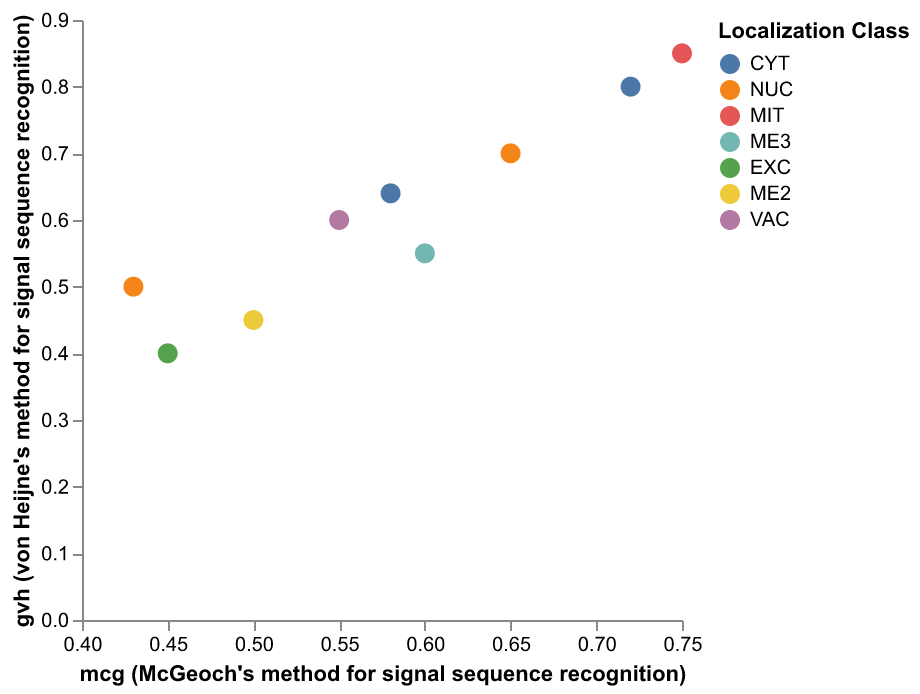 gvh (von Heijne's method for signal sequence recognition)
0.9
0.8
0.7
0.6
0.5
0.4
0.3
0.2
0.1
0.0
0.40 0.45 0.50 0.55 0.60 0.65 0.70 0.75
mcg (McGeoch's method for signal sequence recognition)
Localization Class
CYT
NUC
MIT
ME3
EXC
ME2
VAC